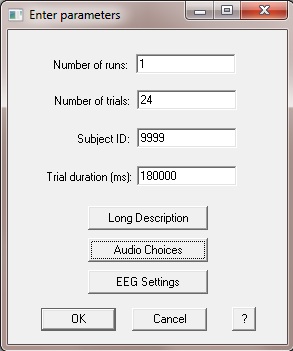 Enter parameters
Number of runs: 1
Number of trials: 24
Subject ID: 9999
Trial duration (ms): 180000
Long Description
Audio Choices
EEG Settings
OK Cancel ?